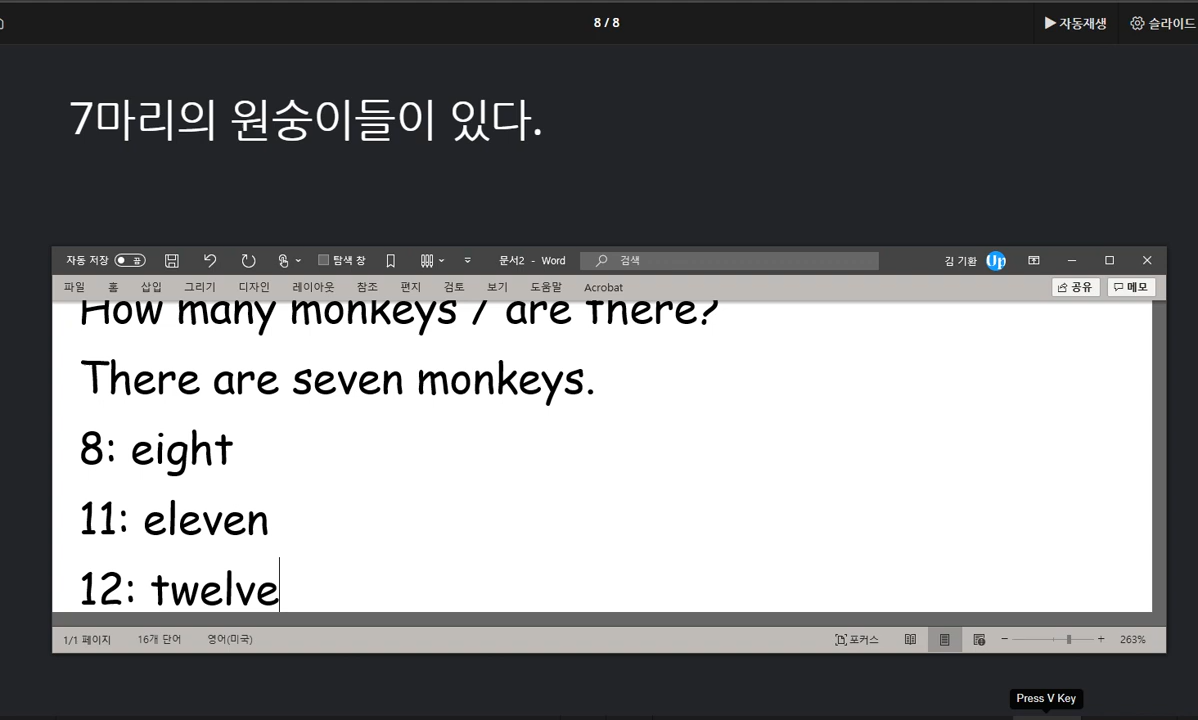 8 / 8
▶ 자동재생
슬라이드
7마리의 원숭이들이 있다.
자동 저장
끔
탐색 창
문서2 - Word
검색
김 기환
Up
파일 홈 삽입 그리기 디자인 레이아웃 참조 편지 검토 보기 도움말 Acrobat
공유
메모
How many monkeys / are there?
There are seven monkeys.
8: eight
11: eleven
12: twelve
1/1 페이지 16개 단어 영어(미국)
포커스
263%
Press V Key